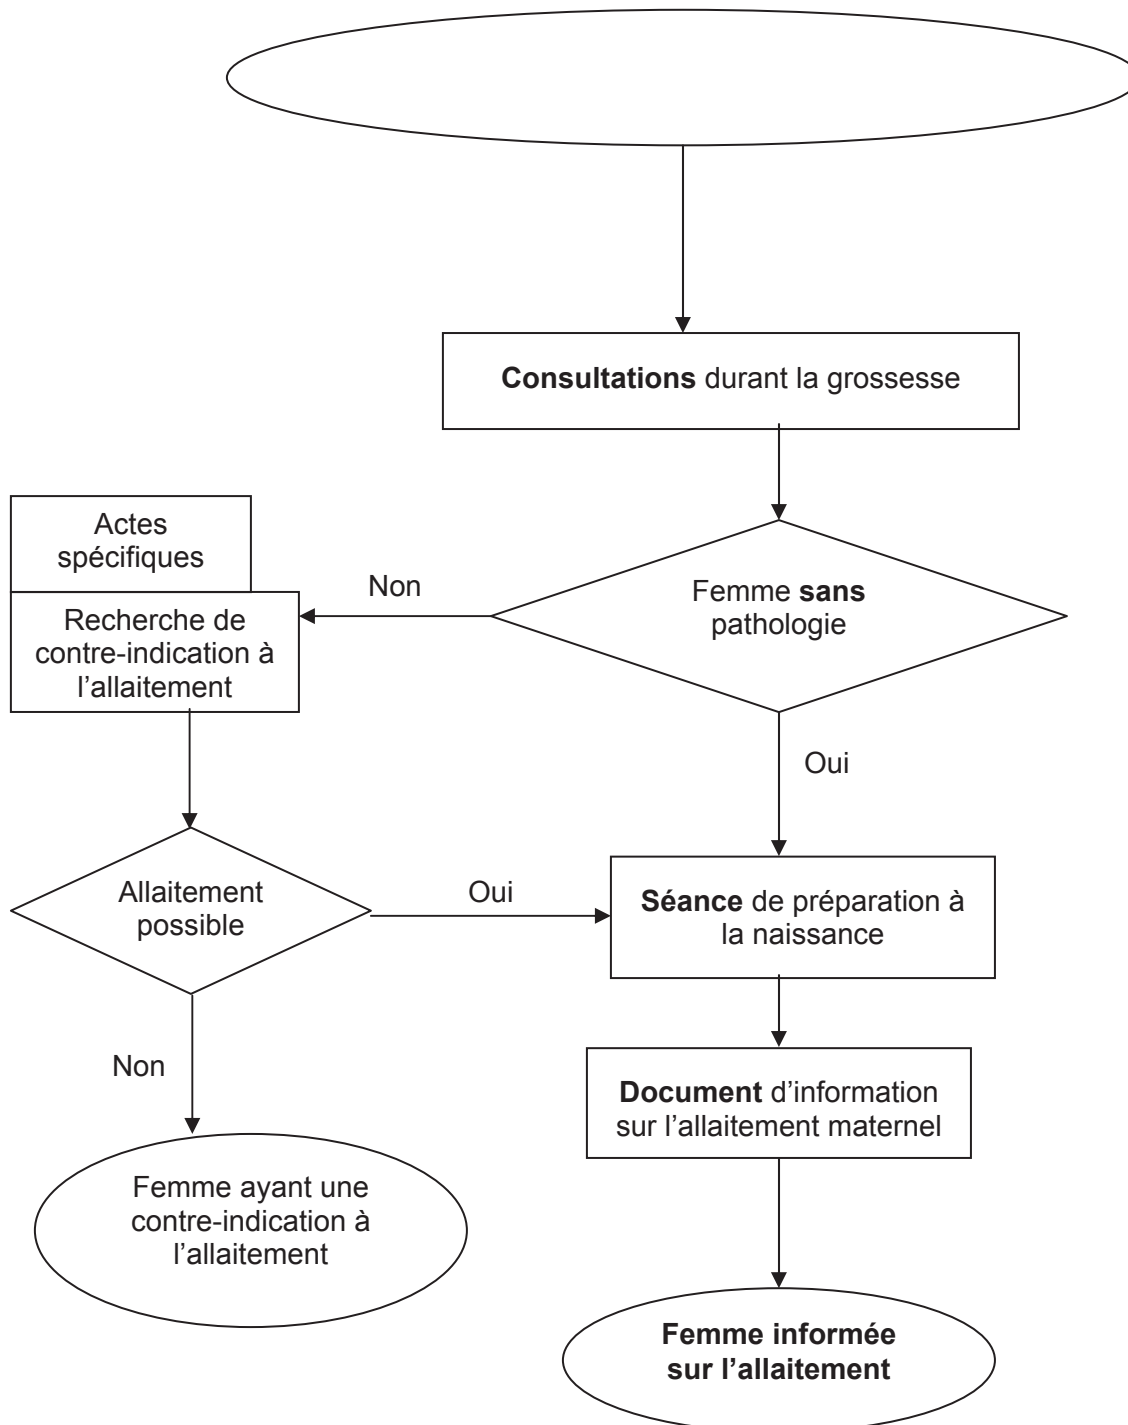 Consultations durant la grossesse
Actes
spécifiques
Non
Femme sans
pathologie
Recherche de
contre-indication à
l’allaitement
Oui
Allaitement
possible
Oui
Séance de préparation à
la naissance
Non
Document d’information
sur l’allaitement maternel
Femme ayant une
contre-indication à
l’allaitement
Femme informée
sur l’allaitement